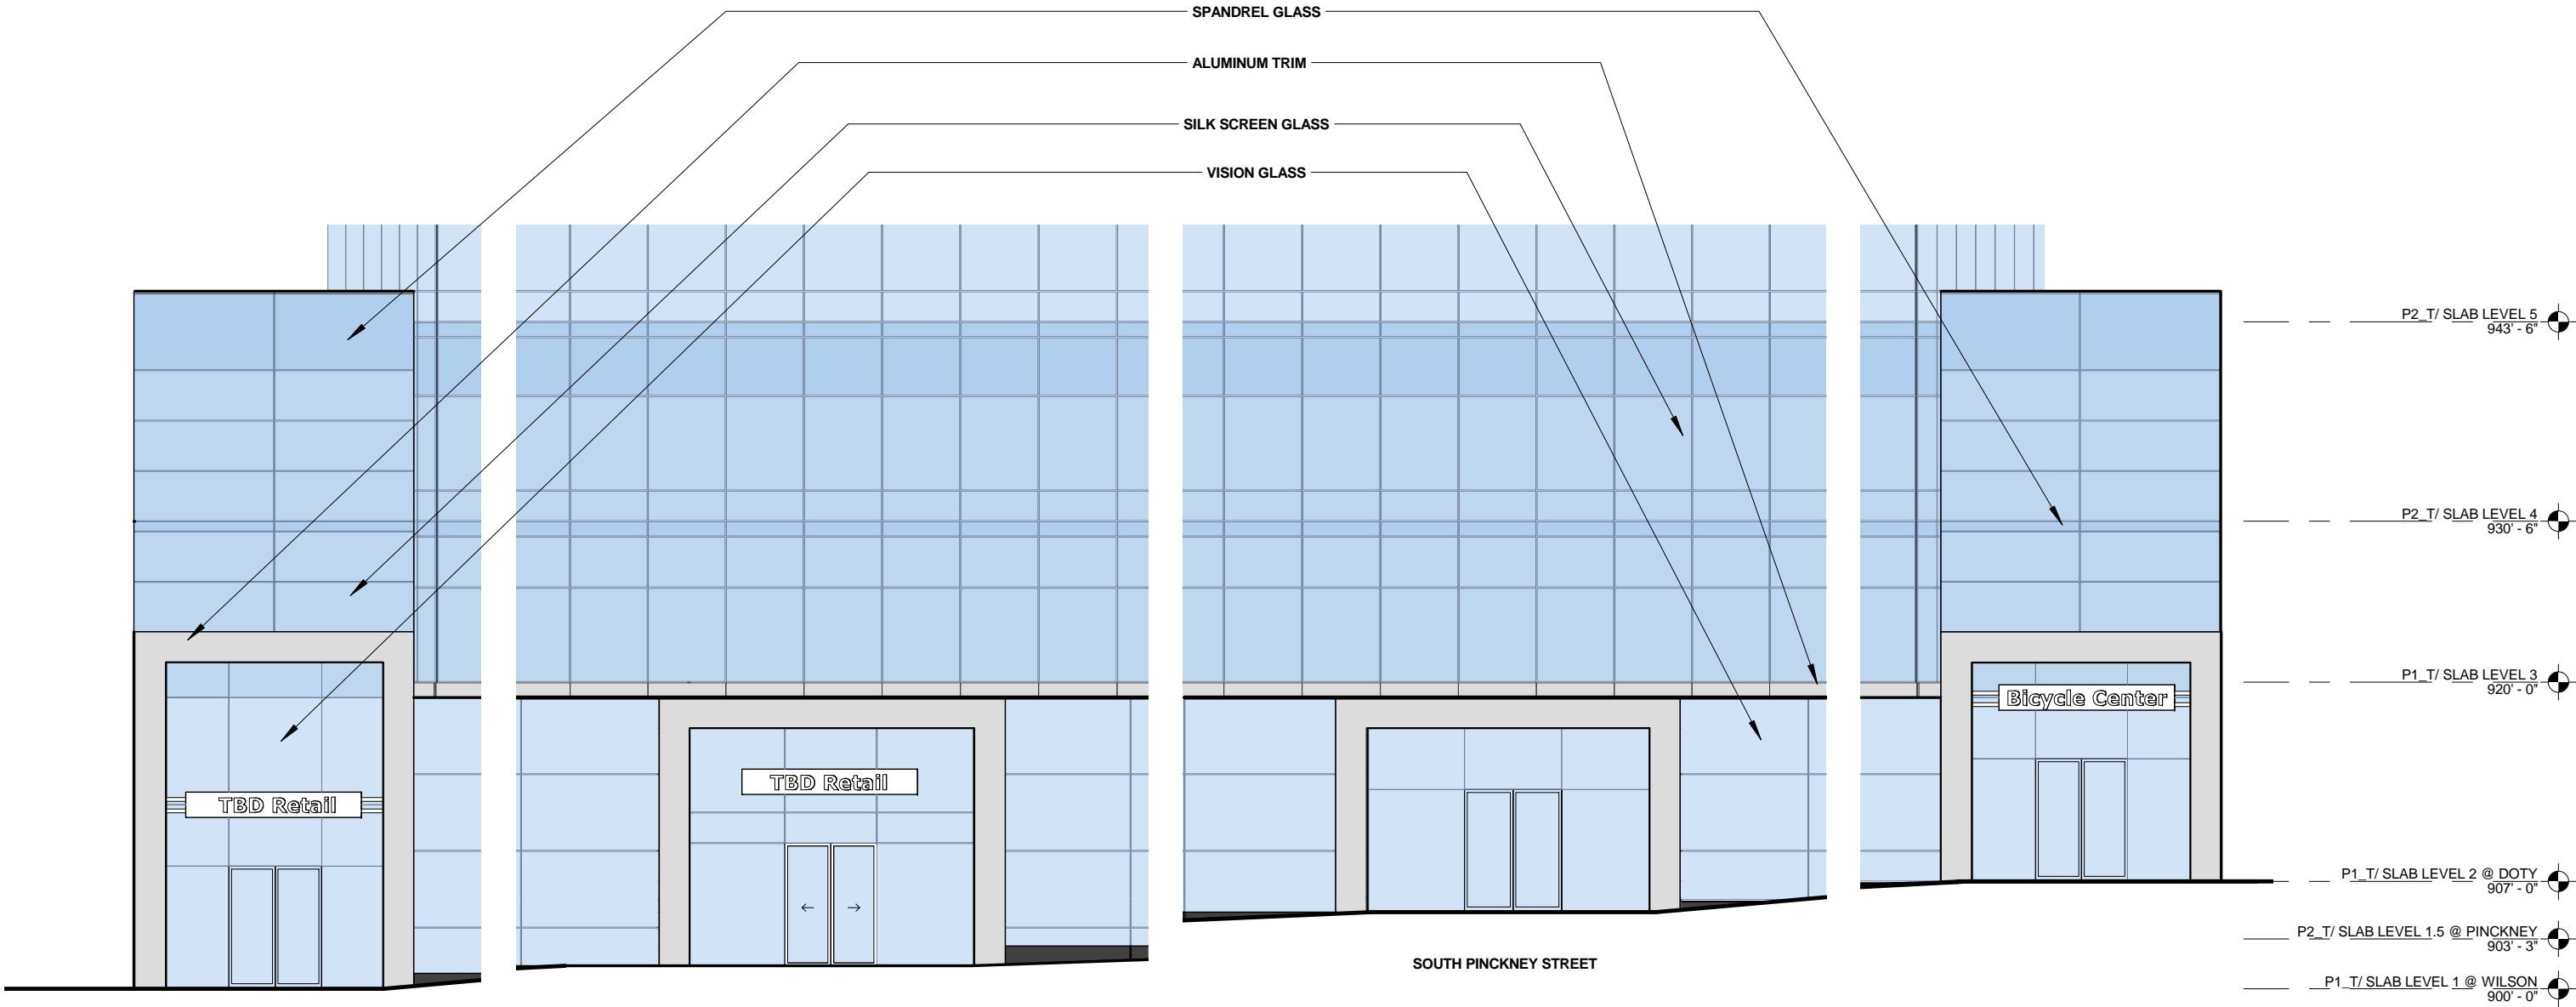 SPANDREL GLASS
ALUMINUM TRIM
SILK SCREEN GLASS
VISION GLASS
P2_T/ SLAB LEVEL 5
943' - 6"
P2_T/ SLAB LEVEL 4
930' - 6"
P1_T/ SLAB LEVEL 3
920' - 0"
Bicycle Center
TBD Retail
TBD Retail
P1_T/ SLAB LEVEL 2 @ DOTY
907' - 0"
P2_T/ SLAB LEVEL 1.5 @ PINCKNEY
903' - 3"
SOUTH PINCKNEY STREET
P1_T/ SLAB LEVEL 1 @ WILSON
900' - 0"